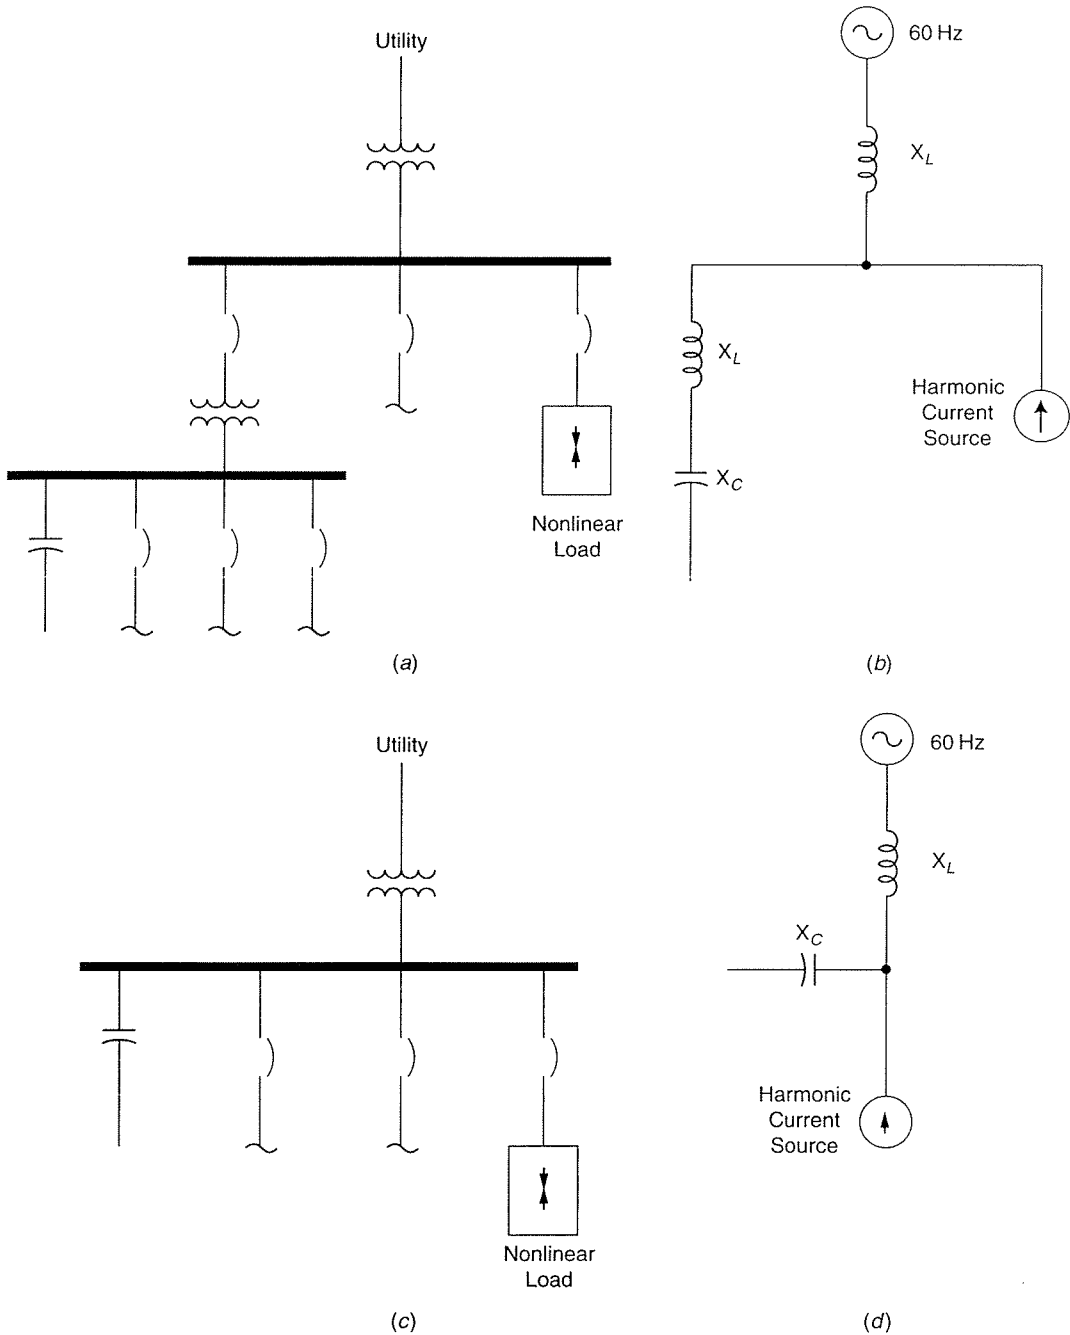 Utility
60 Hz
X_L
X_L
Harmonic
Current
Source
X_C
Nonlinear
Load
(a)
(b)
Utility
60 Hz
X_L
X_C
Harmonic
Current
Source
Nonlinear
Load
(c)
(d)